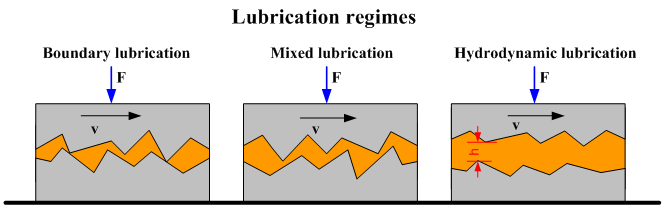 Lubrication regimes
Boundary lubrication
Mixed lubrication
Hydrodynamic lubrication
F
F
F
v
v
v
h